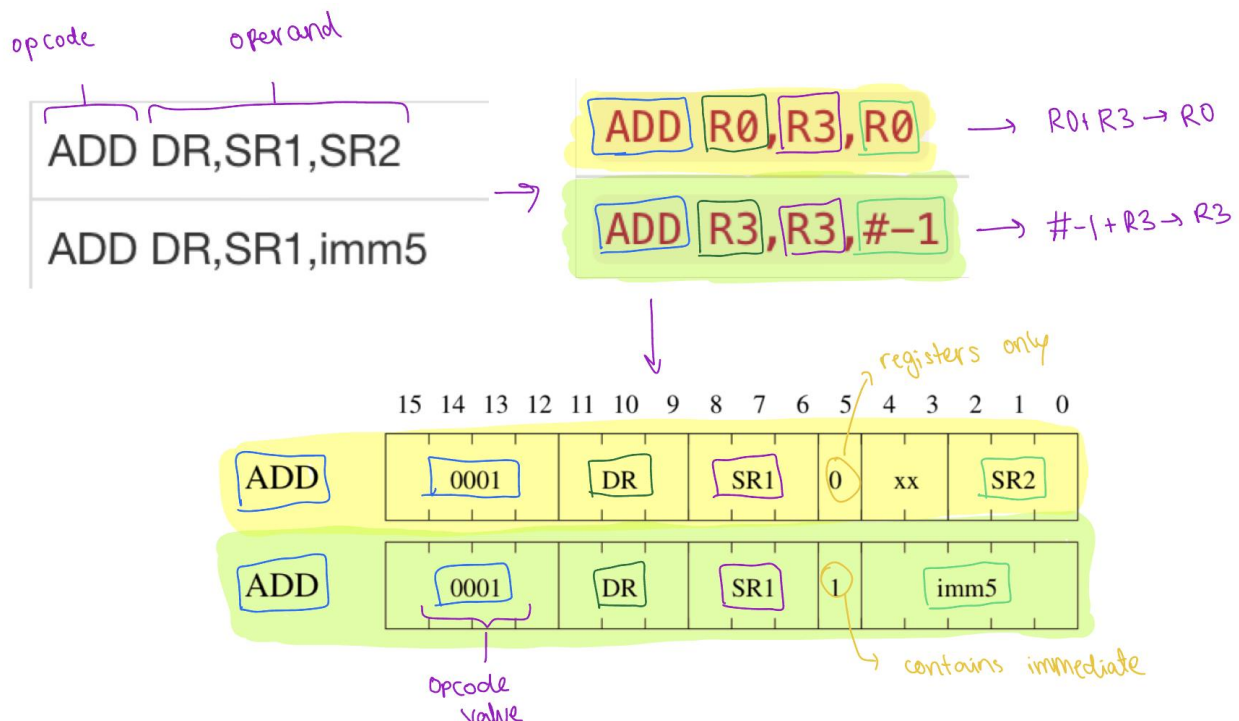 opcode operand
ADD DR,SR1,SR2
ADD DR,SR1,imm5
ADD R0,R3,R0 → R0+R3→R0
ADD R3,R3,#-1 → #-1+R3→R3
registers only
15 14 13 12 11 10 9 8 7 6 5 4 3 2 1 0
ADD 0001 DR SR1 0 xx SR2
ADD 0001 DR SR1 1 imm5
contains immediate
opcode
value